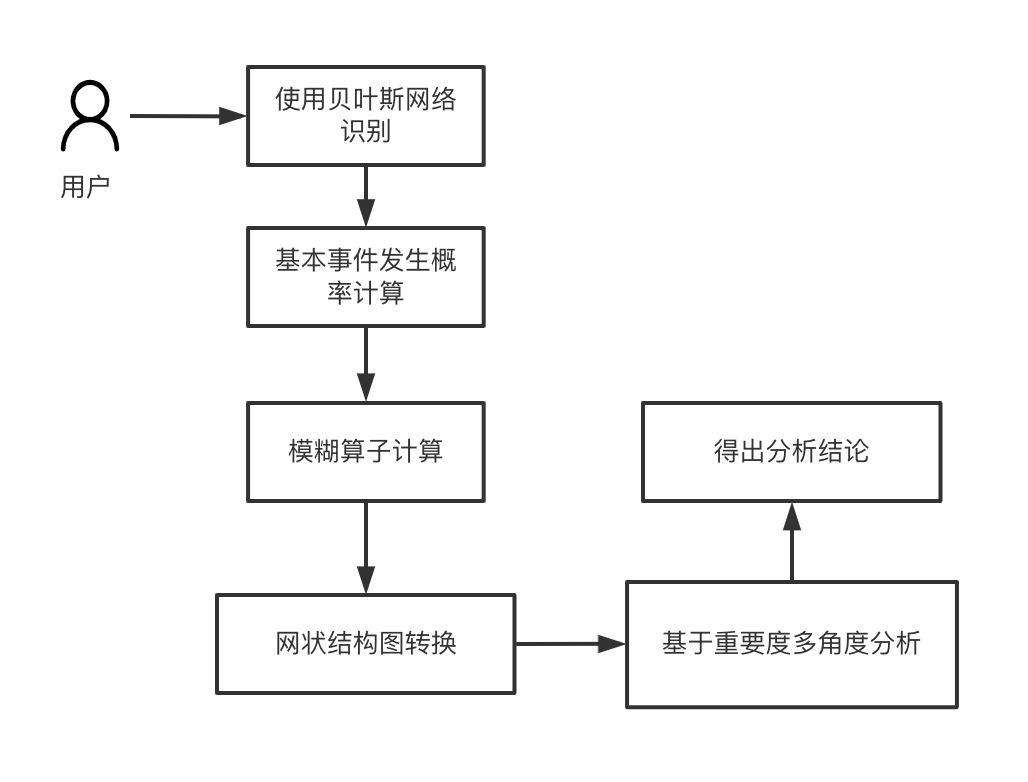 用户
使用贝叶斯网络
识别
基本事件发生概
率计算
模糊算子计算
网状结构图转换
基于重要度多角度分析
得出分析结论